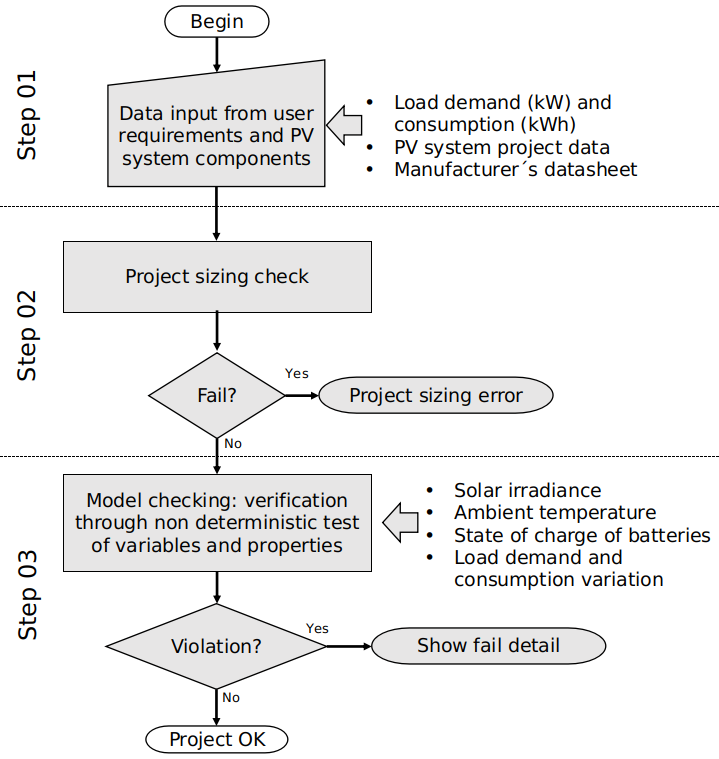 Begin
Step 01
Data input from user
requirements and PV
system components
• Load demand (kW) and
consumption (kWh)
• PV system project data
• Manufacturer´s datasheet
Step 02
Project sizing check
Fail?
Yes
Project sizing error
No
Step 03
Model checking: verification
through non deterministic test
of variables and properties
• Solar irradiance
• Ambient temperature
• State of charge of batteries
• Load demand and
consumption variation
Violation?
Yes
Show fail detail
No
Project OK